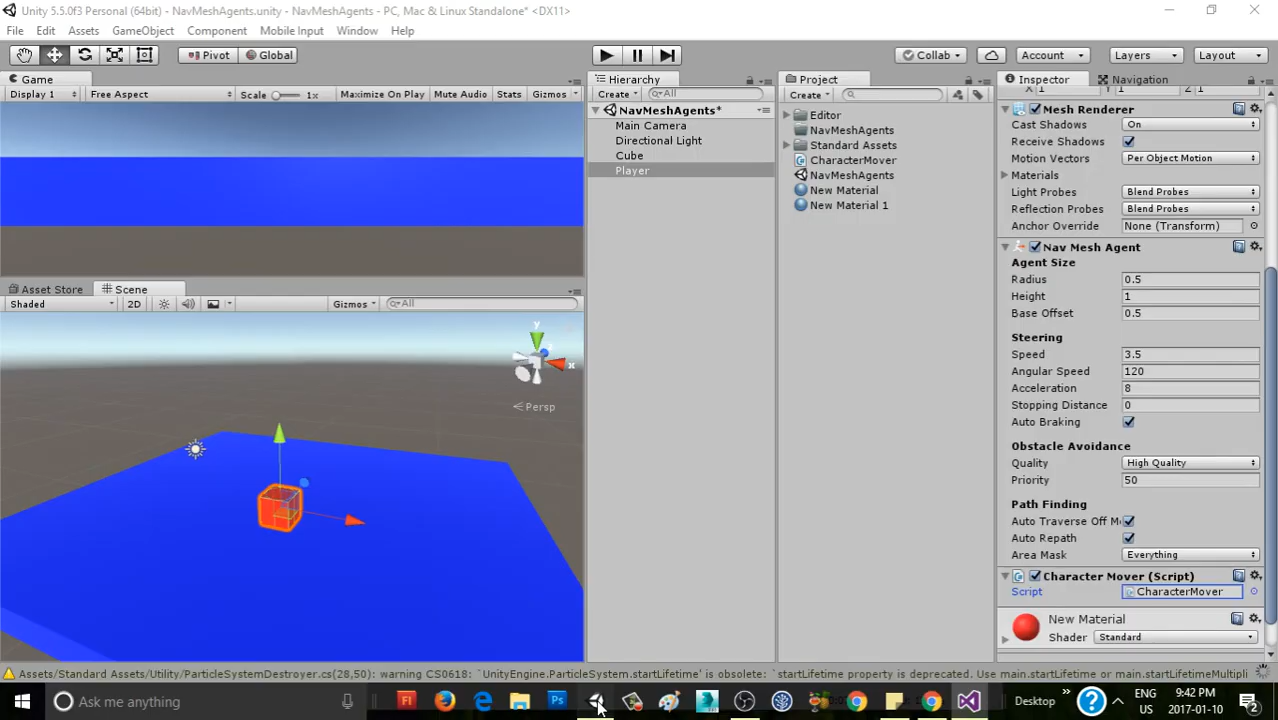 Unity 5.5.0f3 Personal (64bit) - NavMeshAgents.unity - NavMeshAgents - PC, Mac & Linux Standalone* <DX11>
File Edit Assets GameObject Component Mobile Input Window Help
Pivot Global Collab Account Layers Layout
Game
Display 1 Free Aspect Scale 1x Maximize On Play Mute Audio Stats Gizmos
Asset Store Scene
Shaded 2D Gizmos All
y
z
x
Persp
Hierarchy
Create All
NavMeshAgents*
Main Camera
Directional Light
Cube
Player
Project
Create
Editor
NavMeshAgents
Standard Assets
CharacterMover
NavMeshAgents
New Material
New Material 1
Inspector Navigation
X 1 Y 1 Z 1
Mesh Renderer
Cast Shadows On
Receive Shadows
Motion Vectors Per Object Motion
Materials
Light Probes Blend Probes
Reflection Probes Blend Probes
Anchor Override None (Transform)
Nav Mesh Agent
Agent Size
Radius 0.5
Height 1
Base Offset 0.5
Steering
Speed 3.5
Angular Speed 120
Acceleration 8
Stopping Distance 0
Auto Braking
Obstacle Avoidance
Quality High Quality
Priority 50
Path Finding
Auto Traverse Off M
Auto Repath
Area Mask Everything
Character Mover (Script)
Script CharacterMover
New Material
Shader Standard
Assets/Standard Assets/Utility/ParticleSystemDestroyer.cs(28,50): warning CS0618: `UnityEngine.ParticleSystem.startLifetime' is obsolete: `startLifetime property is deprecated. Use main.startLifetime or main.startLifetimeMultipli
Ask me anything
Fl Ps
Desktop
ENG
US
9:42 PM
2017-01-10
2